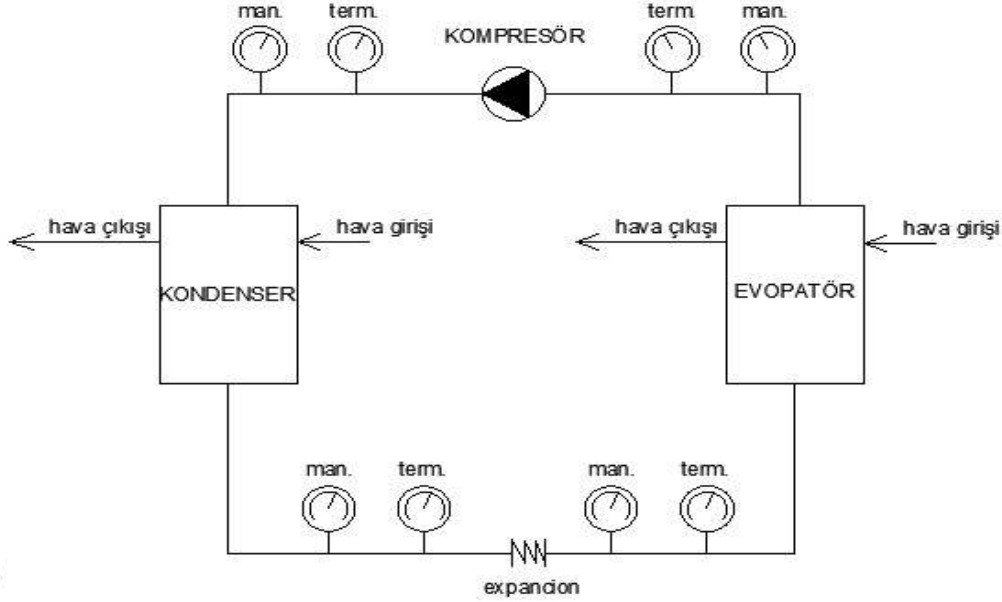 man.
term.
KOMPRESÖR
term.
man.
hava çıkışı
hava girişi
hava çıkışı
hava girişi
KONDENSER
EVOPATÖR
man.
term.
man.
term.
expancion